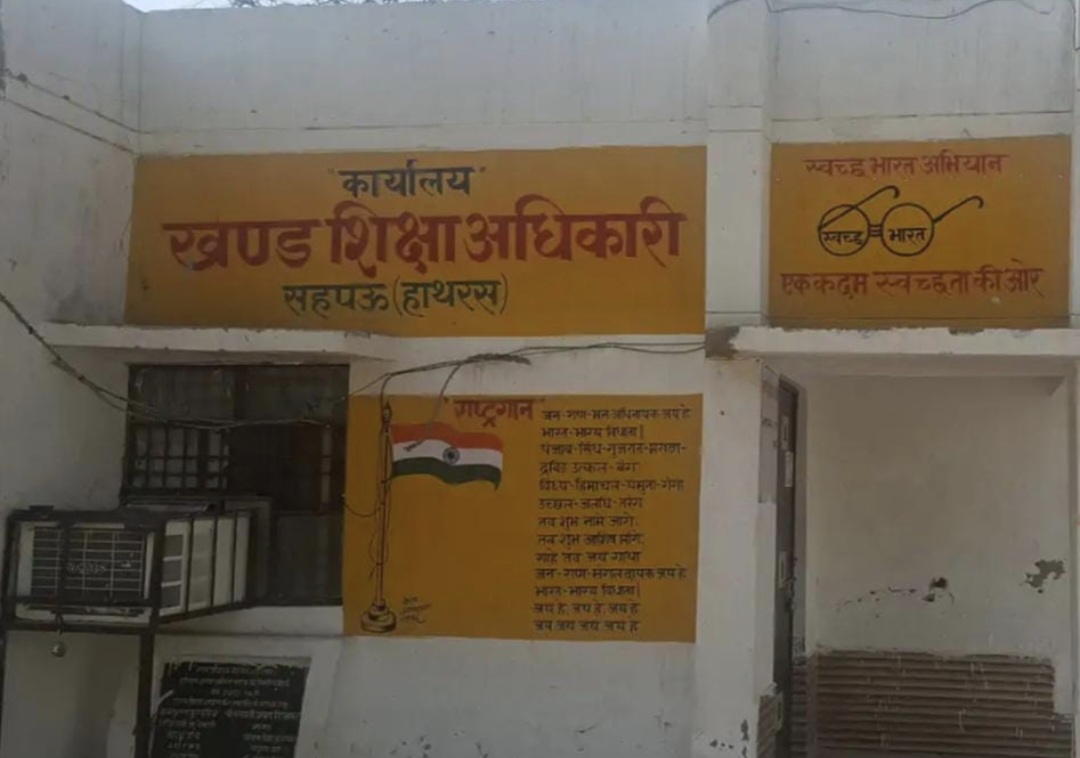 "कार्यालय"
खण्ड शिक्षा अधिकारी
सहपऊ (हाथरस)
स्वच्छ भारत अभियान
स्वच्छ भारत
एक कदम स्वच्छता की ओर
"राष्ट्रगान"
जन-गण-मन अधिनायक जय हे
भारत-भाग्य विधाता|
पंजाब-सिंध-गुजरात-मराठा-
द्रविड़ उत्कल-बंग
विंध्य-हिमाचल-यमुना-गंगा
उच्छल-जलधि-तरंग
तव शुभ नामे जागे,
तव शुभ आशिष मांगे,
गाहे तव जय गाथा
जन-गण-मंगलदायक जय हे
भारत-भाग्य विधाता|
जय हे, जय हे, जय हे
जय जय जय जय हे